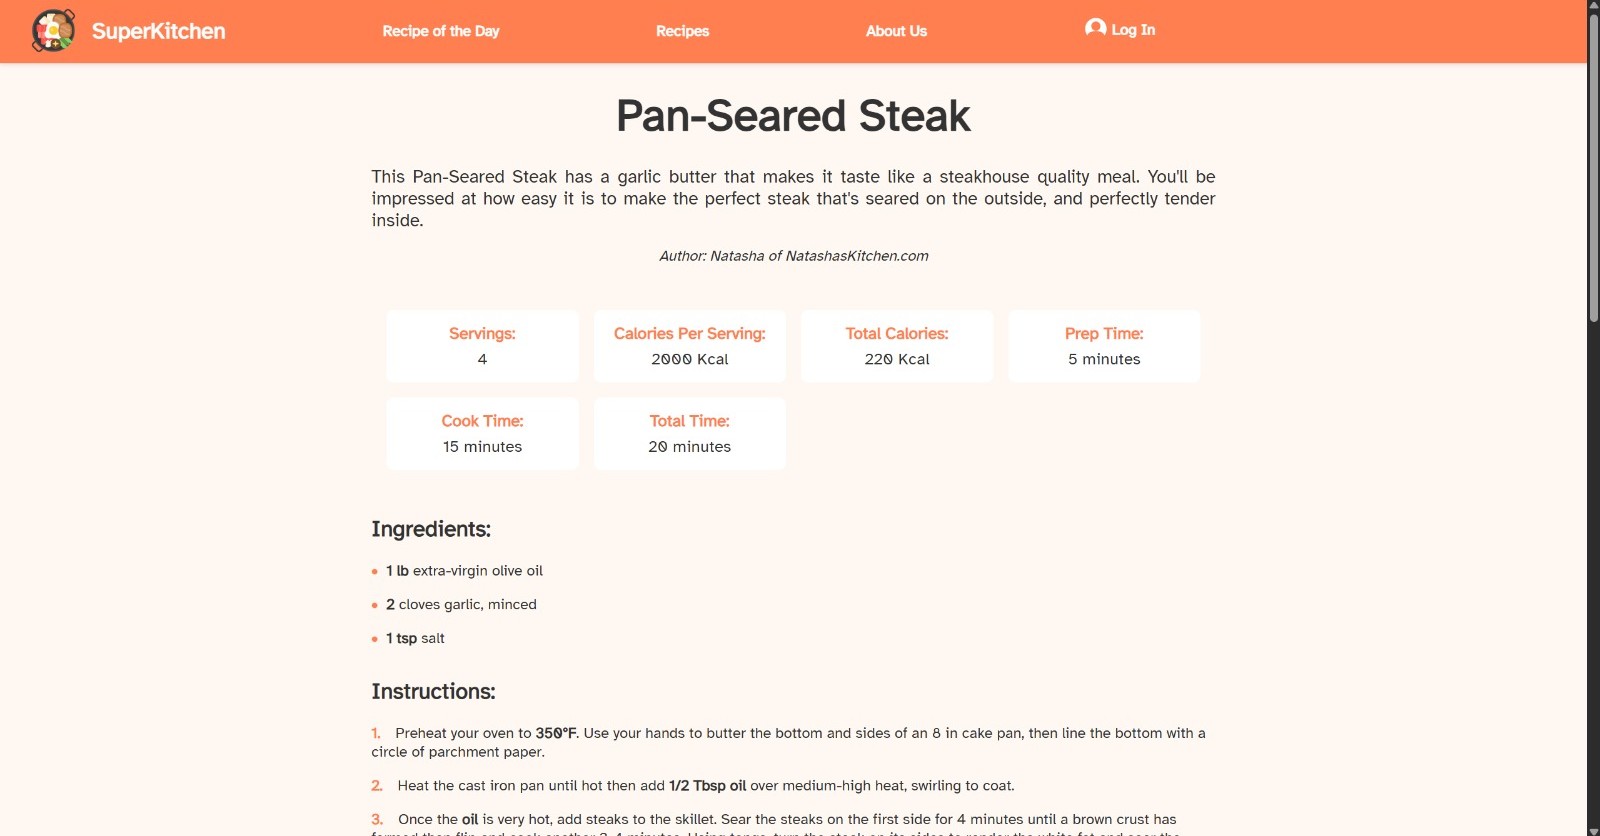 SuperKitchen
Recipe of the Day
Recipes
About Us
Log In
Pan-Seared Steak
This Pan-Seared Steak has a garlic butter that makes it taste like a steakhouse quality meal. You'll be
impressed at how easy it is to make the perfect steak that's seared on the outside, and perfectly tender
inside.
Author: Natasha of NatashasKitchen.com
Servings:
4
Calories Per Serving:
2000 Kcal
Total Calories:
220 Kcal
Prep Time:
5 minutes
Cook Time:
15 minutes
Total Time:
20 minutes
Ingredients:
• 1 lb extra-virgin olive oil
• 2 cloves garlic, minced
• 1 tsp salt
Instructions:
1. Preheat your oven to 350°F. Use your hands to butter the bottom and sides of an 8 in cake pan, then line the bottom with a
circle of parchment paper.
2. Heat the cast iron pan until hot then add 1/2 Tbsp oil over medium-high heat, swirling to coat.
3. Once the oil is very hot, add steaks to the skillet. Sear the steaks on the first side for 4 minutes until a brown crust has